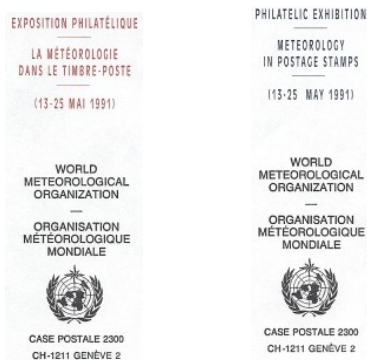 EXPOSITION PHILATÉLIQUE
LA MÉTÉOROLOGIE
DANS LE TIMBRE-POSTE
(13-25 MAI 1991)
WORLD
METEOROLOGICAL
ORGANIZATION
—
ORGANISATION
MÉTÉOROLOGIQUE
MONDIALE
CASE POSTALE 2300
CH-1211 GENÈVE 2
PHILATELIC EXHIBITION
METEOROLOGY
IN POSTAGE STAMPS
(13-25 MAY 1991)
WORLD
METEOROLOGICAL
ORGANIZATION
—
ORGANISATION
MÉTÉOROLOGIQUE
MONDIALE
CASE POSTALE 2300
CH-1211 GENÈVE 2